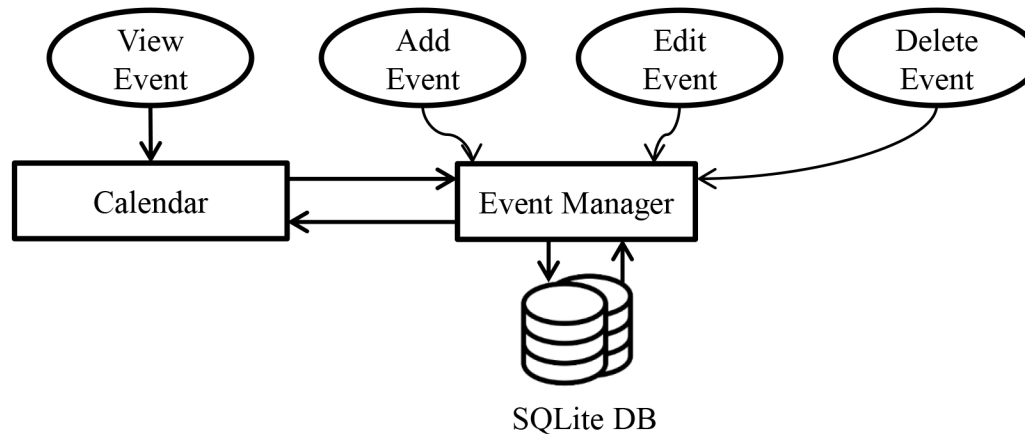 View
Event
Add
Event
Edit
Event
Delete
Event
Calendar
Event Manager
SQLite DB